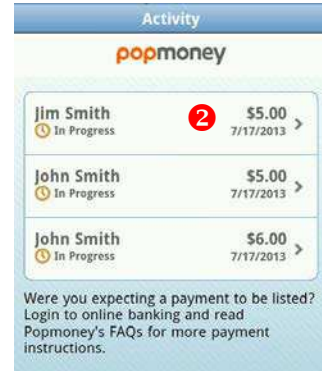 Activity
popmoney
Jim Smith 2 $5.00
In Progress 7/17/2013
John Smith $5.00
In Progress 7/17/2013
John Smith $6.00
In Progress 7/17/2013
Were you expecting a payment to be listed?
Login to online banking and read
Popmoney's FAQs for more payment
instructions.